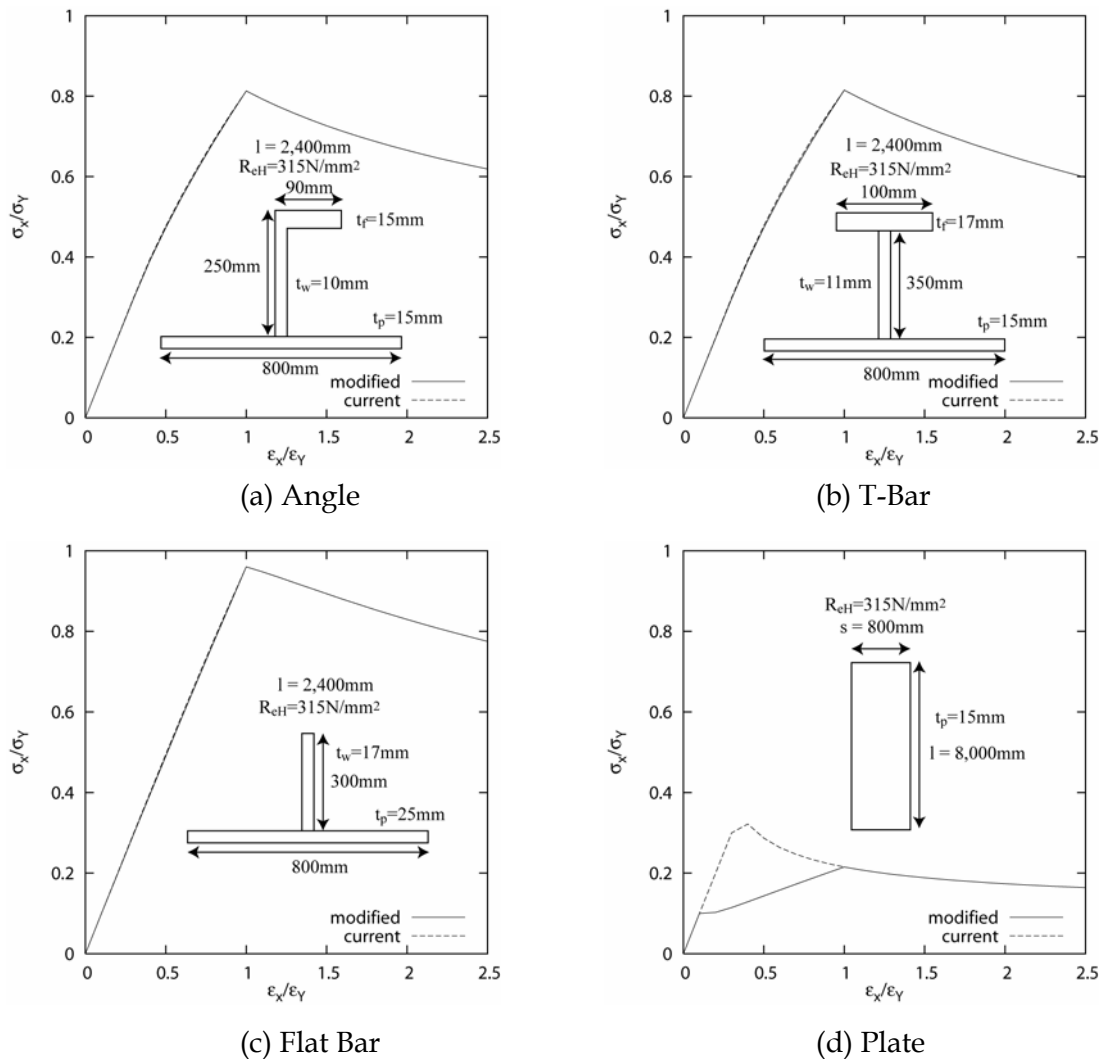 1
0.8
0.6
0.4
0.2
0
0 0.5 1 1.5 2 2.5
σx/σY
εx/εY
l = 2,400mm
ReH=315N/mm²
90mm
tf=15mm
250mm
tw=10mm
tp=15mm
800mm
modified
current
(a) Angle
1
0.8
0.6
0.4
0.2
0
0 0.5 1 1.5 2 2.5
σx/σY
εx/εY
l = 2,400mm
ReH=315N/mm²
100mm
tf=17mm
tw=11mm
350mm
tp=15mm
800mm
modified
current
(b) T-Bar
1
0.8
0.6
0.4
0.2
0
0 0.5 1 1.5 2 2.5
σx/σY
εx/εY
l = 2,400mm
ReH=315N/mm²
tw=17mm
300mm
tp=25mm
800mm
modified
current
(c) Flat Bar
1
0.8
0.6
0.4
0.2
0
0 0.5 1 1.5 2 2.5
σx/σY
εx/εY
ReH=315N/mm²
s = 800mm
tp=15mm
l = 8,000mm
modified
current
(d) Plate